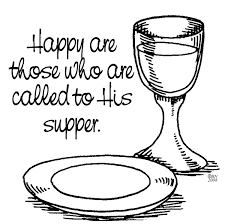 Happy are
those who are
called to His
supper.